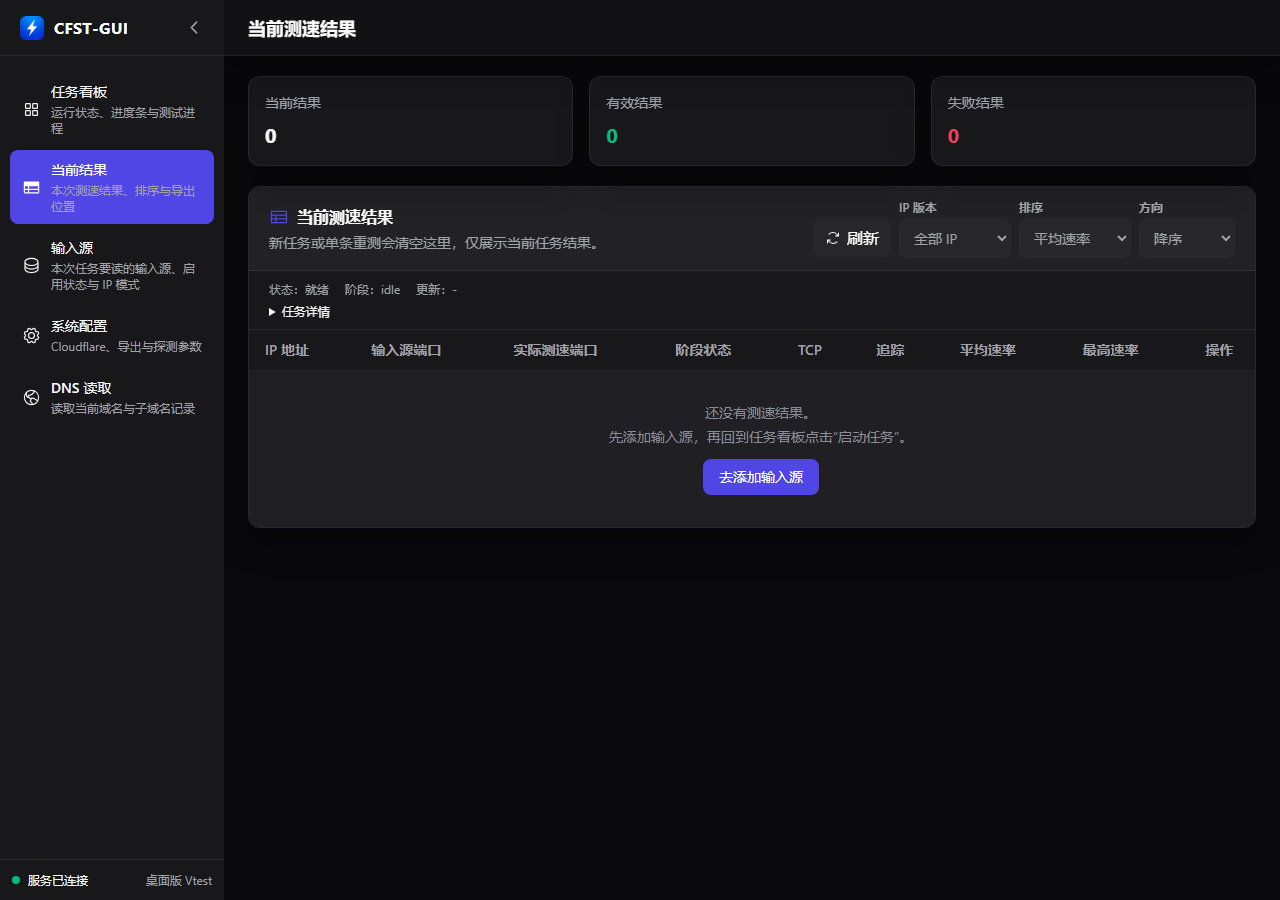 CFST-GUI
任务看板
运行状态、进度条与测试进
程
当前结果
本次测速结果、排序与导出
位置
输入源
本次任务要读的输入源、启
用状态与 IP 模式
系统配置
Cloudflare、导出与探测参数
DNS 读取
读取当前域名与子域名记录
服务已连接
桌面版 Vtest
当前测速结果
当前结果
0
有效结果
0
失败结果
0
当前测速结果
新任务或单条重测会清空这里，仅展示当前任务结果。
刷新
IP 版本
全部 IP
排序
平均速率
方向
降序
状态：就绪 阶段：idle 更新：-
任务详情
IP 地址 输入源端口 实际测速端口 阶段状态 TCP 追踪 平均速率 最高速率 操作
还没有测速结果。
先添加输入源，再回到任务看板点击“启动任务”。
去添加输入源